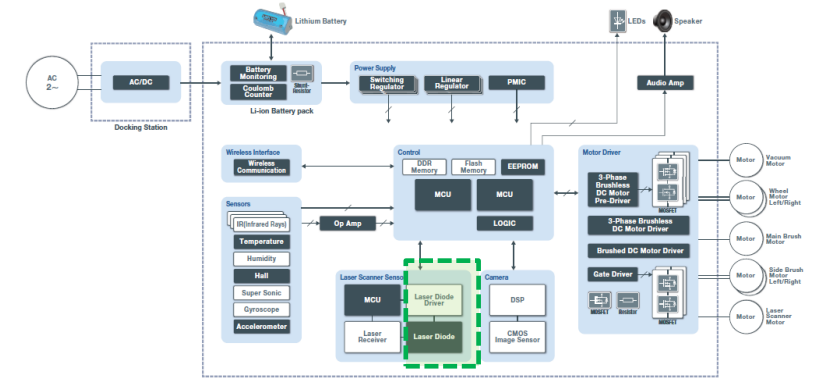 Lithium Battery
LEDs
Speaker
AC
2~
AC/DC
Docking Station
Battery
Monitoring
Coulomb
Counter
Shunt-
Resistor
Li-ion Battery pack
Power Supply
Switching
Regulator
Linear
Regulator
PMIC
Audio Amp
Wireless Interface
Wireless
Communication
Control
DDR
Memory
Flash
Memory
EEPROM
MCU
MCU
LOGIC
Sensors
IR(Infrared Rays)
Temperature
Humidity
Hall
Super Sonic
Gyroscope
Accelerometor
Op Amp
Motor Driver
3-Phase
Brushless
DC Motor
Pre-Driver
MOSFET
3-Phase Brushless
DC Motor Driver
Brushed DC Motor Driver
Gate Driver
MOSFET
Resistor
MOSFET
Motor
Vacuum
Motor
Motor
Wheel
Motor
Left/Right
Motor
Main Brush
Motor
Motor
Side Brush
Motor
Left/Right
Motor
Laser
Scanner
Motor
Laser Scanner Sensor
MCU
Laser Diode
Driver
Laser
Receiver
Laser Diode
Camera
DSP
CMOS
Image Sensor